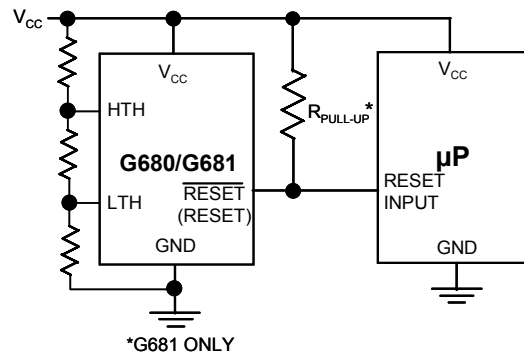 VCC
VCC
HTH
RPULL-UP*
G680/G681
LTH
RESET
(RESET)
GND
*G681 ONLY
VCC
µP
RESET
INPUT
GND